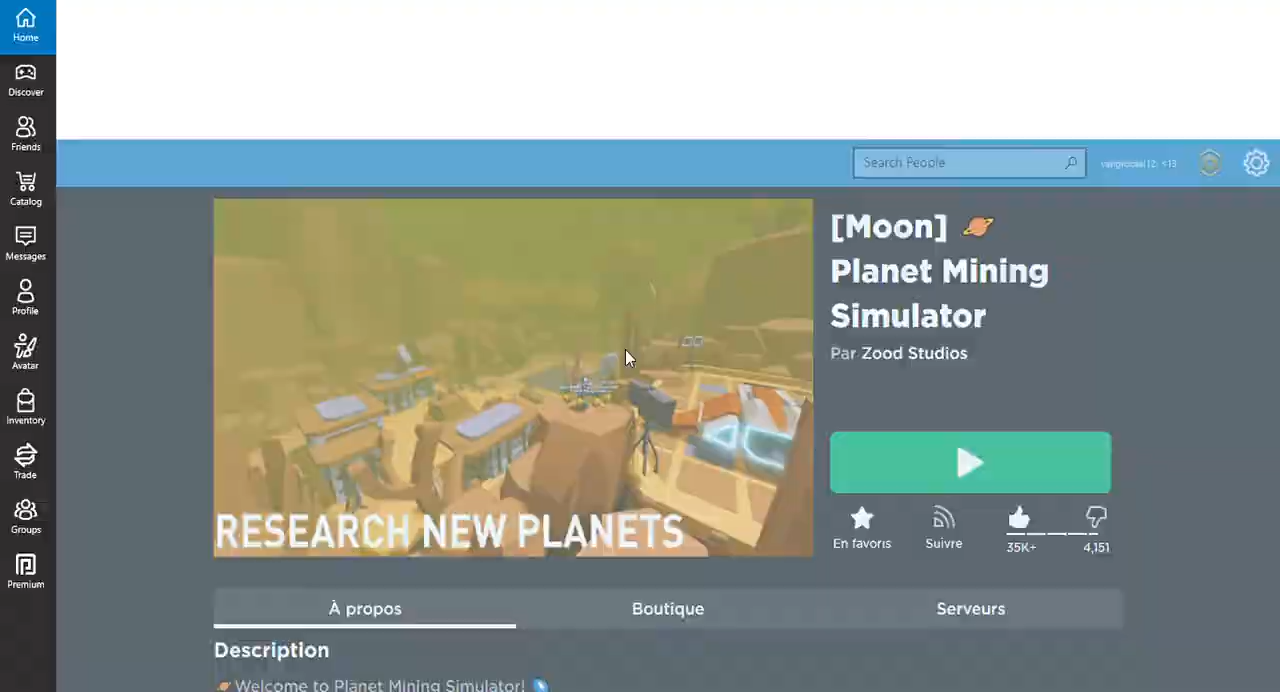 Home
Discover
Friends
Catalog
Messages
Profile
Avatar
Inventory
Trade
Groups
Premium
Search People
[Moon] 🪐
Planet Mining
Simulator
Par Zood Studios
RESEARCH NEW PLANETS
En favoris
Suivre
35K+
4,151
À propos
Boutique
Serveurs
Description
🪐 Welcome to Planet Mining Simulator!